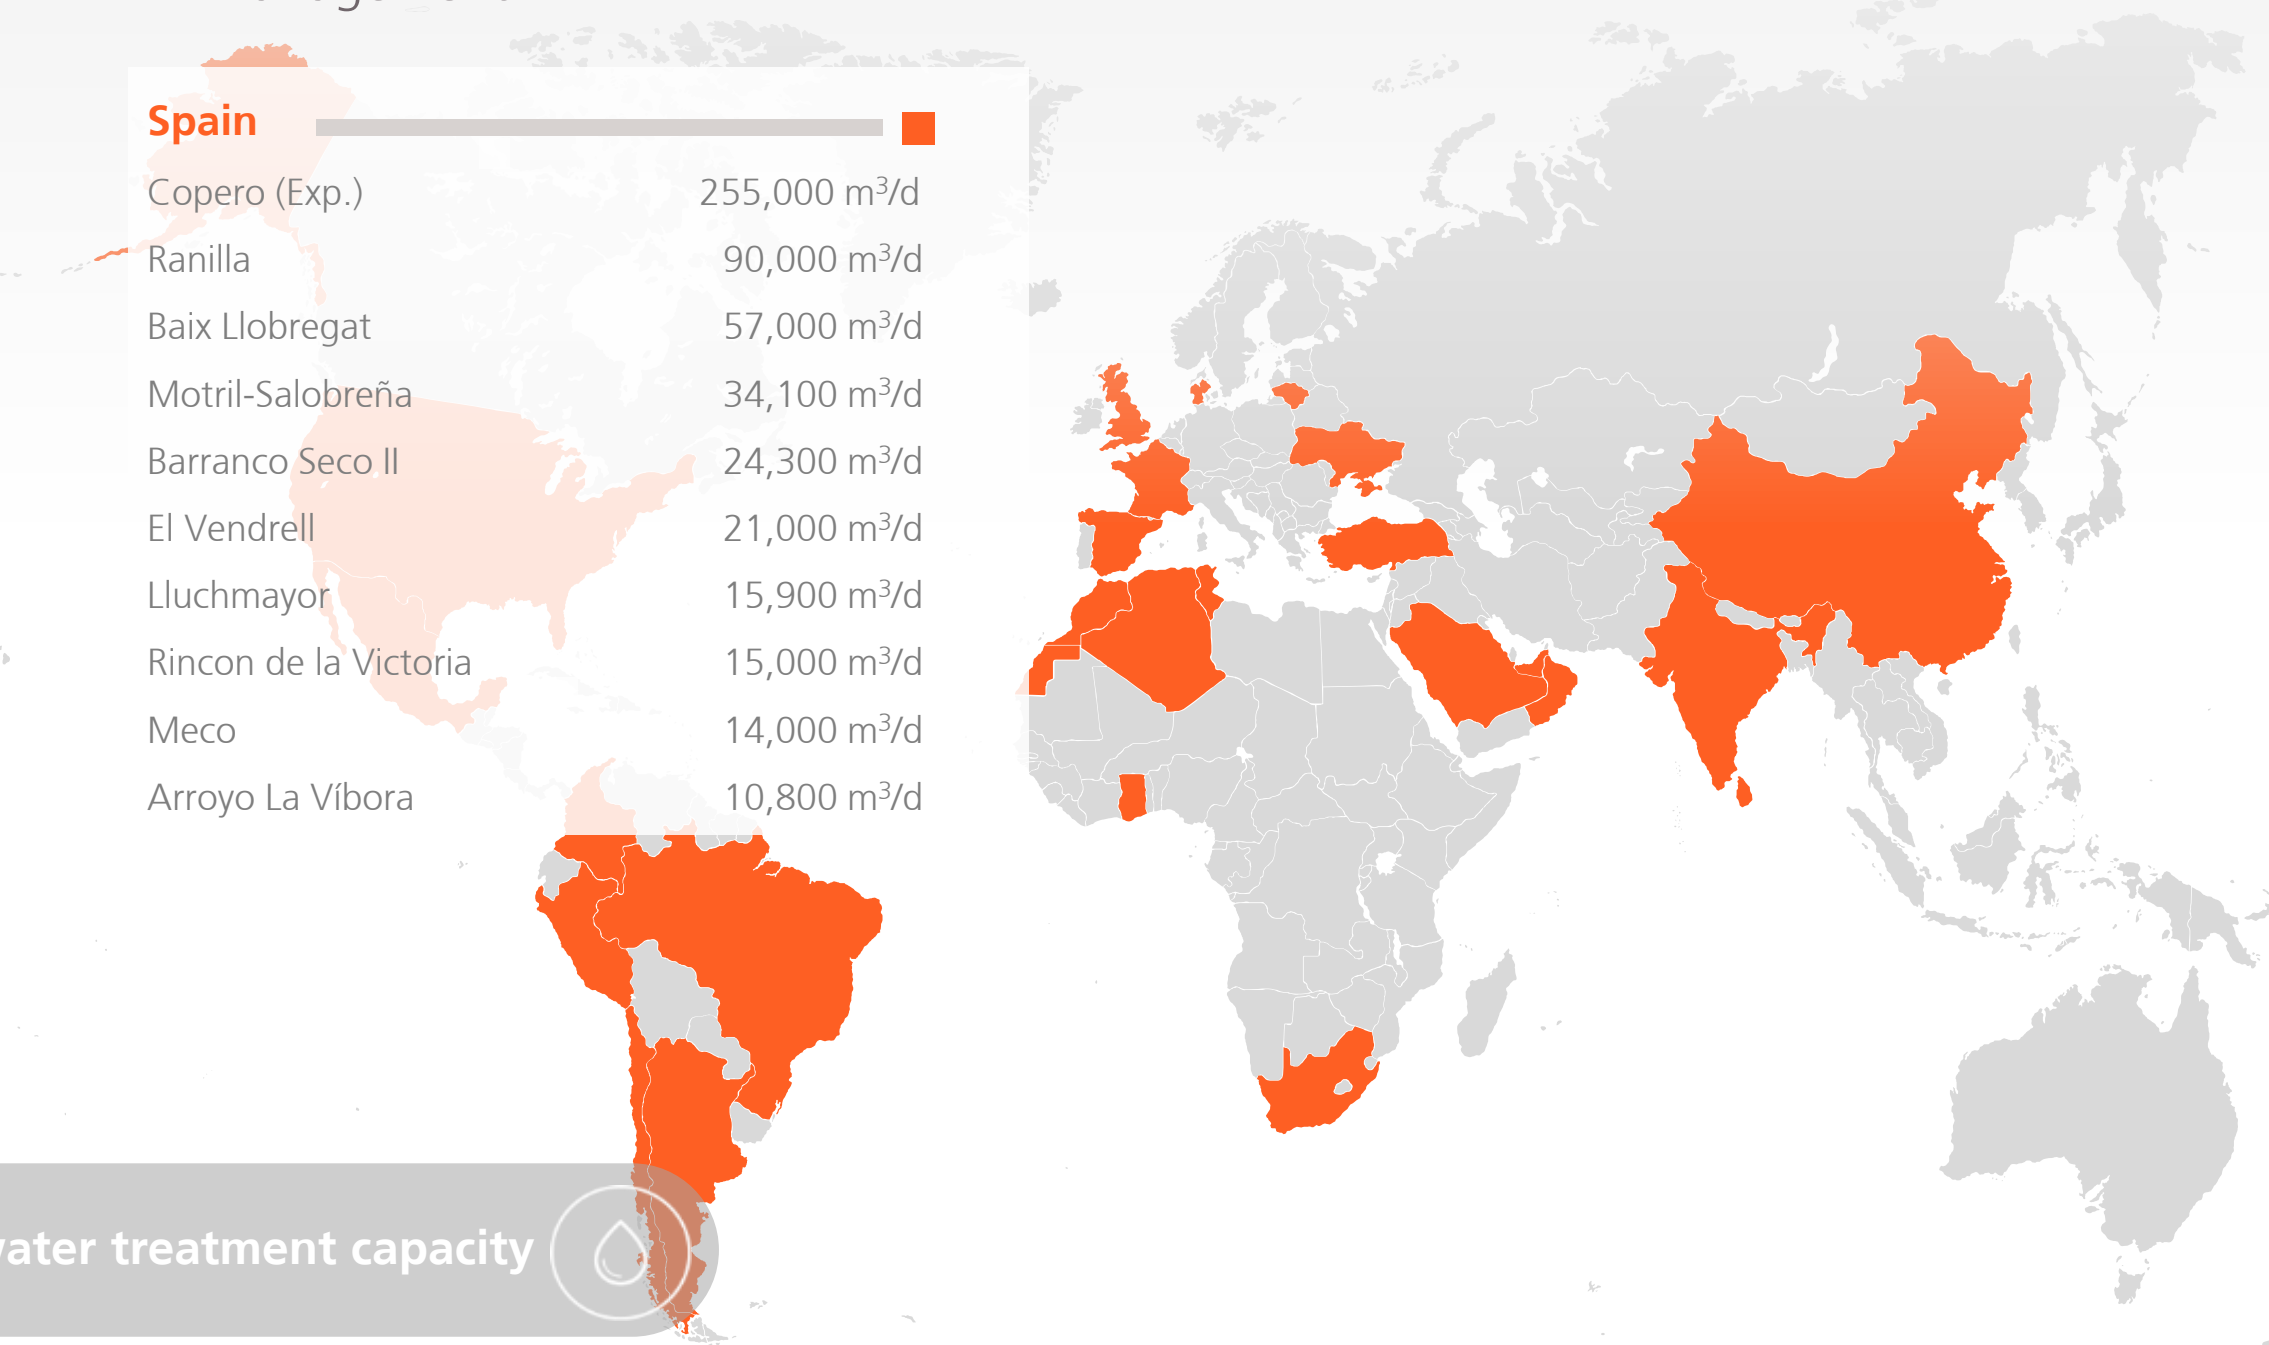 Spain
Copero (Exp.) 255,000 m³/d
Ranilla 90,000 m³/d
Baix Llobregat 57,000 m³/d
Motril-Salobreña 34,100 m³/d
Barranco Seco II 24,300 m³/d
El Vendrell 21,000 m³/d
Lluchmayor 15,900 m³/d
Rincon de la Victoria 15,000 m³/d
Meco 14,000 m³/d
Arroyo La Víbora 10,800 m³/d
treatment capacity